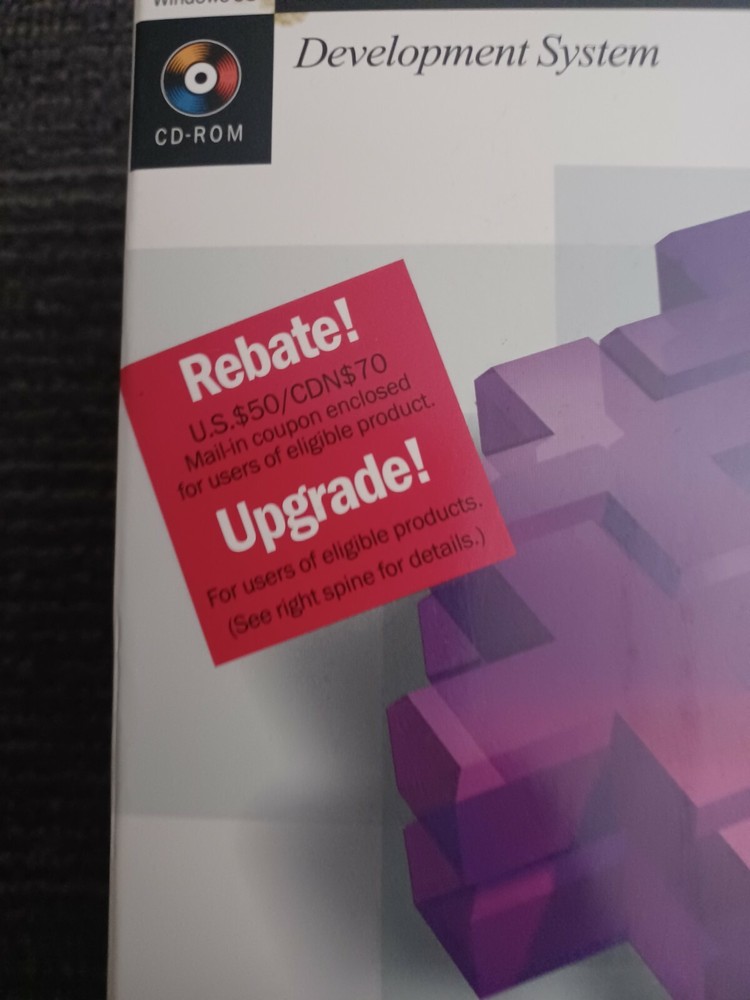 Windows
Development System
CD-ROM
Rebate!
U.S.$50/CDN$70
Mail-in coupon enclosed
for users of eligible product.
Upgrade!
For users of eligible products.
(See right spine for details.)